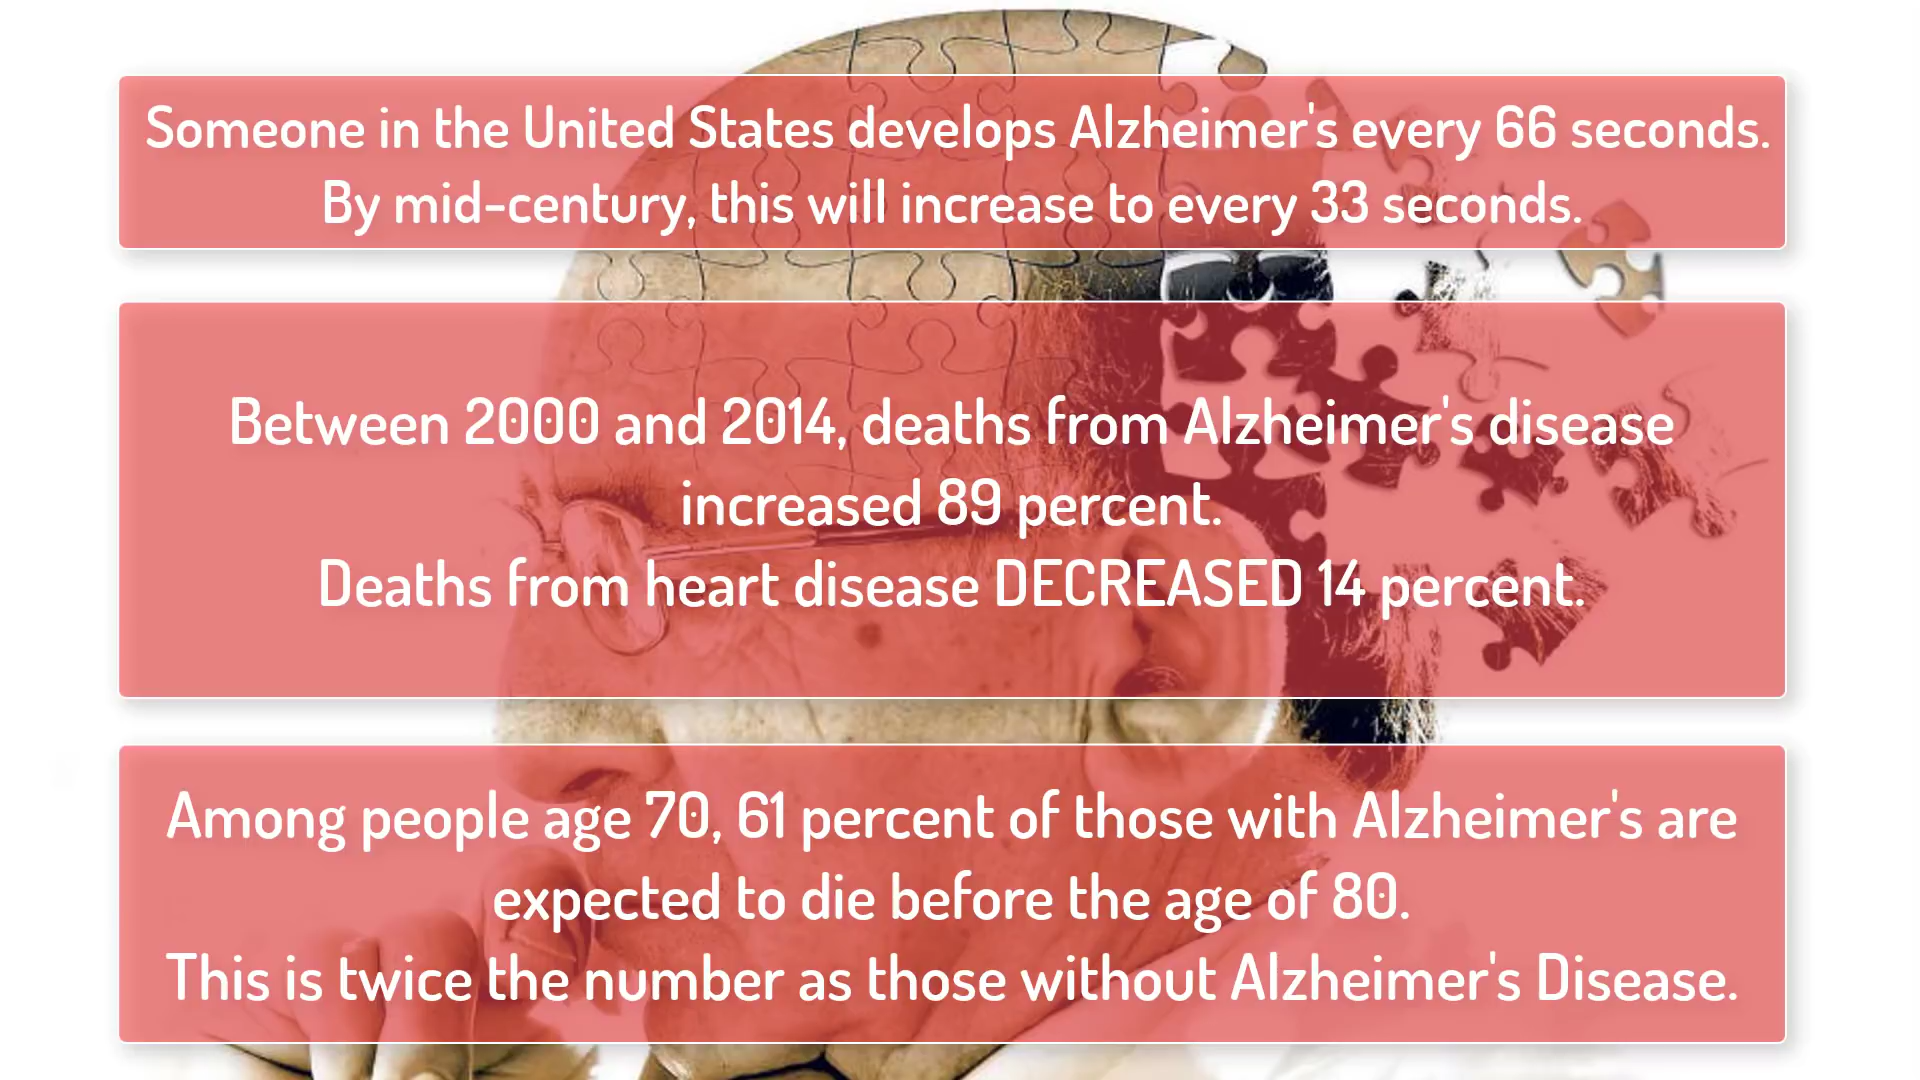 Someone in the United States develops Alzheimer's every 66 seconds.
By mid-century, this will increase to every 33 seconds.
Between 2000 and 2014, deaths from Alzheimer's disease
increased 89 percent.
Deaths from heart disease DECREASED 14 percent.
Among people age 70, 61 percent of those with Alzheimer's are
expected to die before the age of 80.
This is twice the number as those without Alzheimer's Disease.